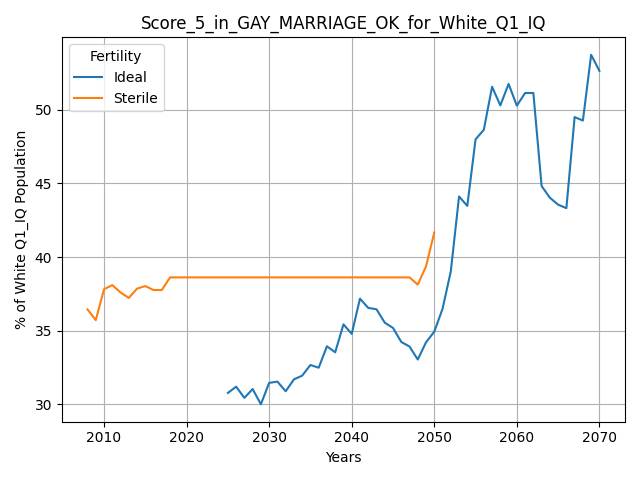 Score_5_in_GAY_MARRIAGE_OK_for_White_Q1_IQ
Fertility
Ideal
Sterile
% of White Q1_IQ Population
50
45
40
35
30
2010
2020
2030
2040
2050
2060
2070
Years